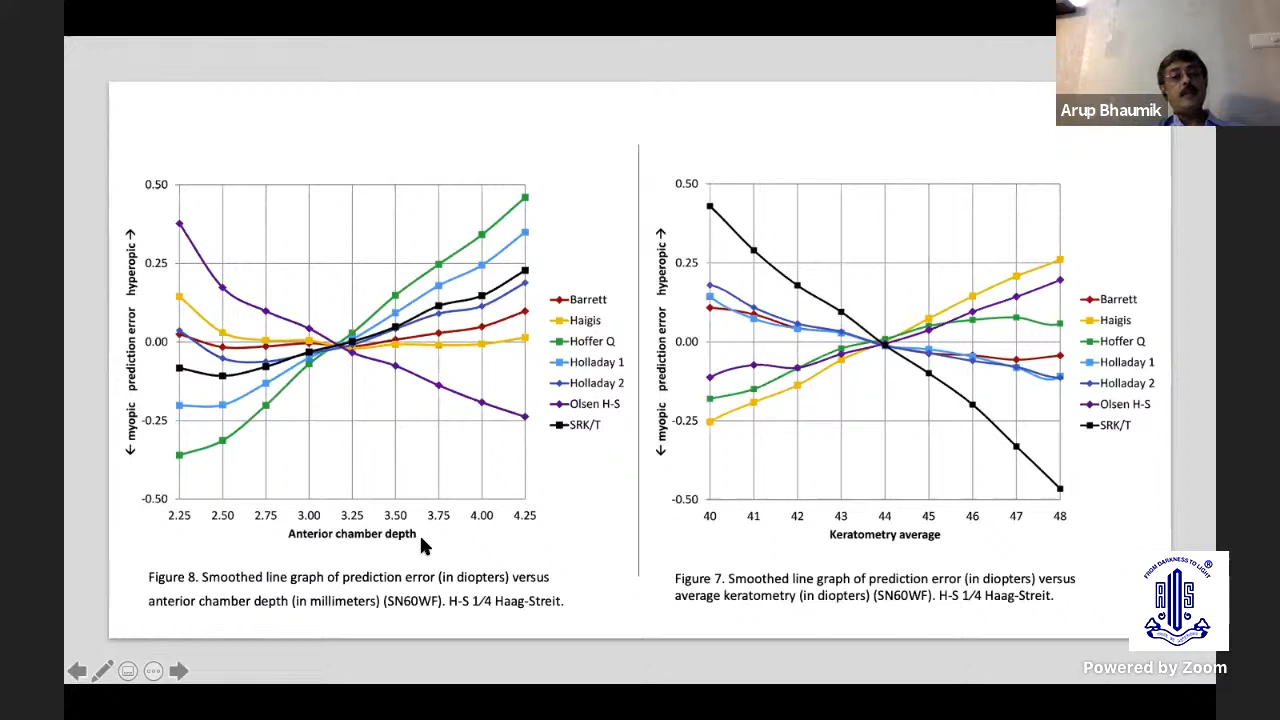 Arup Bhaumik
0.50
0.25
0.00
-0.25
-0.50
← myopic prediction error hyperopic →
2.25 2.50 2.75 3.00 3.25 3.50 3.75 4.00 4.25
Anterior chamber depth
Barrett
Haigis
Hoffer Q
Holladay 1
Holladay 2
Olsen H-S
SRK/T
Figure 8. Smoothed line graph of prediction error (in diopters) versus
anterior chamber depth (in millimeters) (SN60WF). H-S 1⁄4 Haag-Streit.
0.50
0.25
0.00
-0.25
-0.50
← myopic prediction error hyperopic →
40 41 42 43 44 45 46 47 48
Keratometry average
Barrett
Haigis
Hoffer Q
Holladay 1
Holladay 2
Olsen H-S
SRK/T
Figure 7. Smoothed line graph of prediction error (in diopters) versus
average keratometry (in diopters) (SN60WF). H-S 1⁄4 Haag-Streit.
FROM DARKNESS TO LIGHT
®
Powered by Zoom